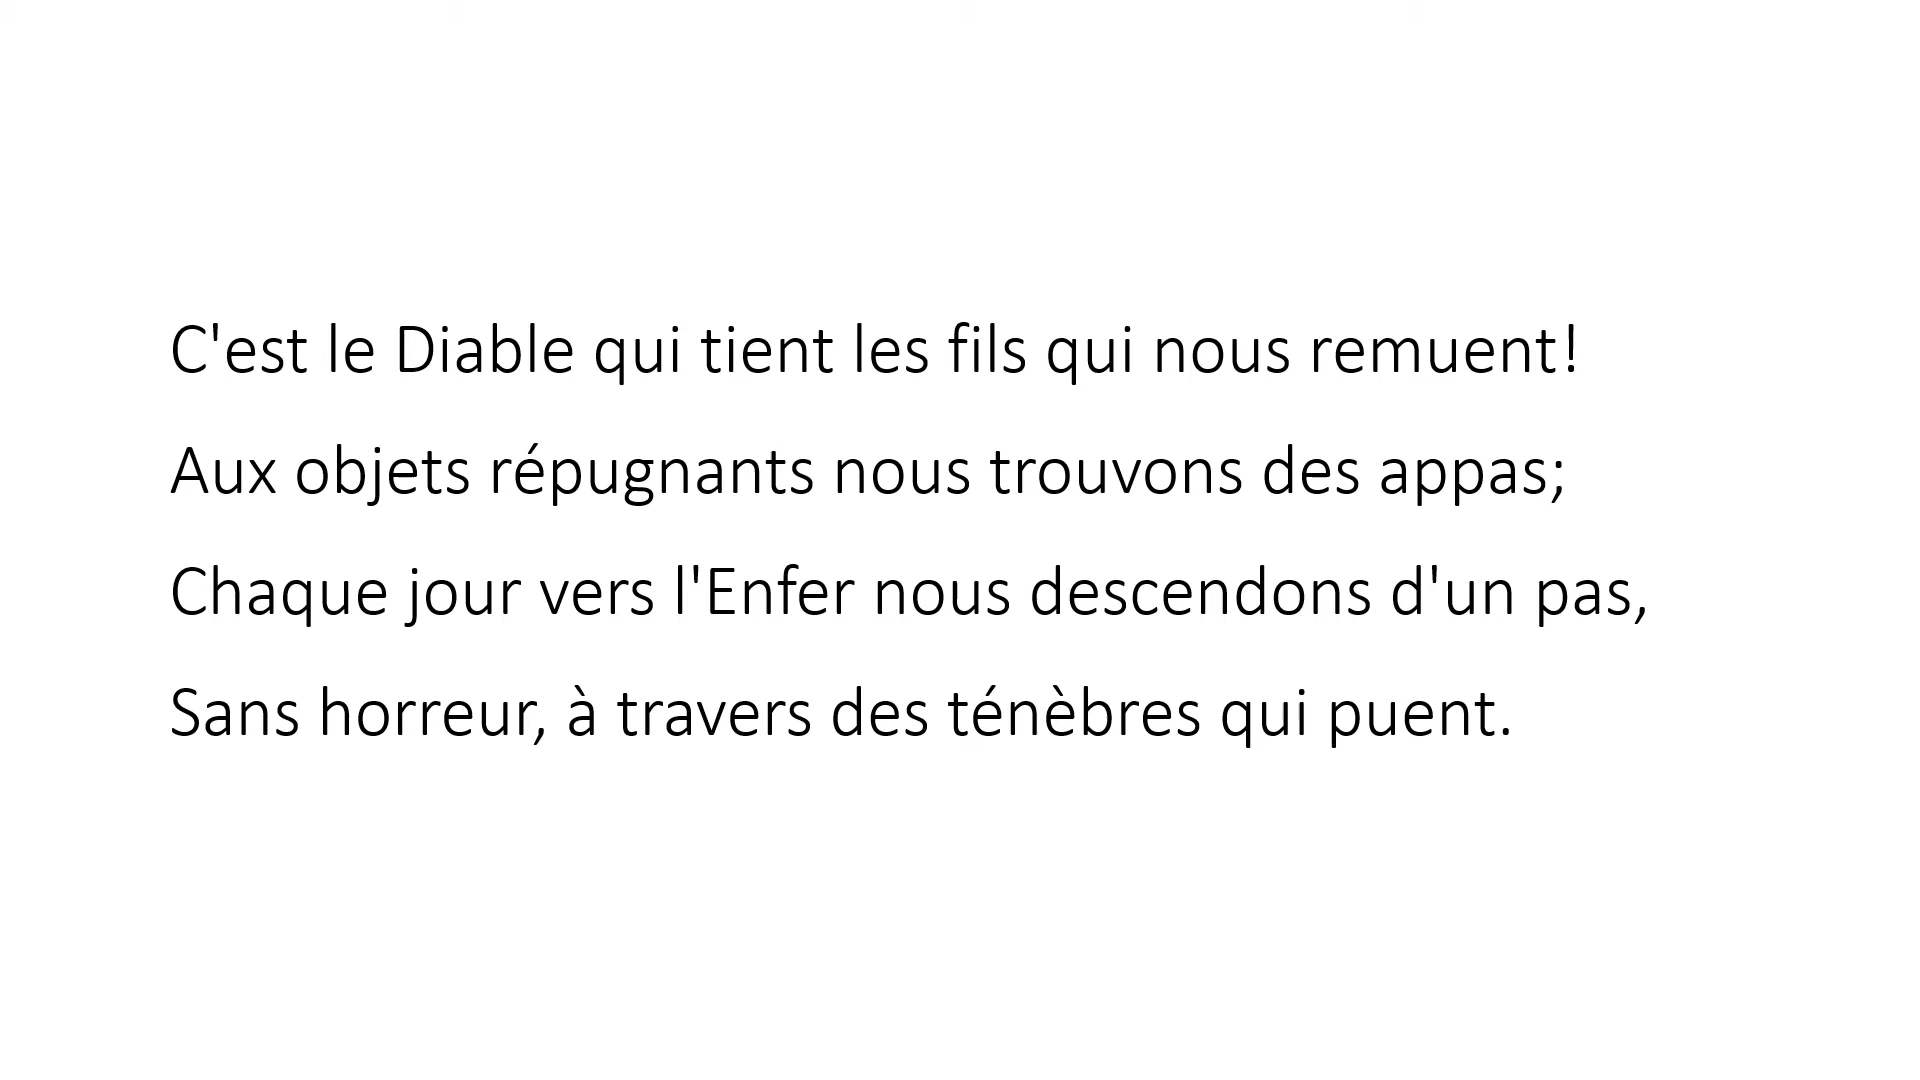 C'est le Diable qui tient les fils qui nous remuent!
Aux objets répugnants nous trouvons des appas;
Chaque jour vers l'Enfer nous descendons d'un pas,
Sans horreur, à travers des ténèbres qui puent.